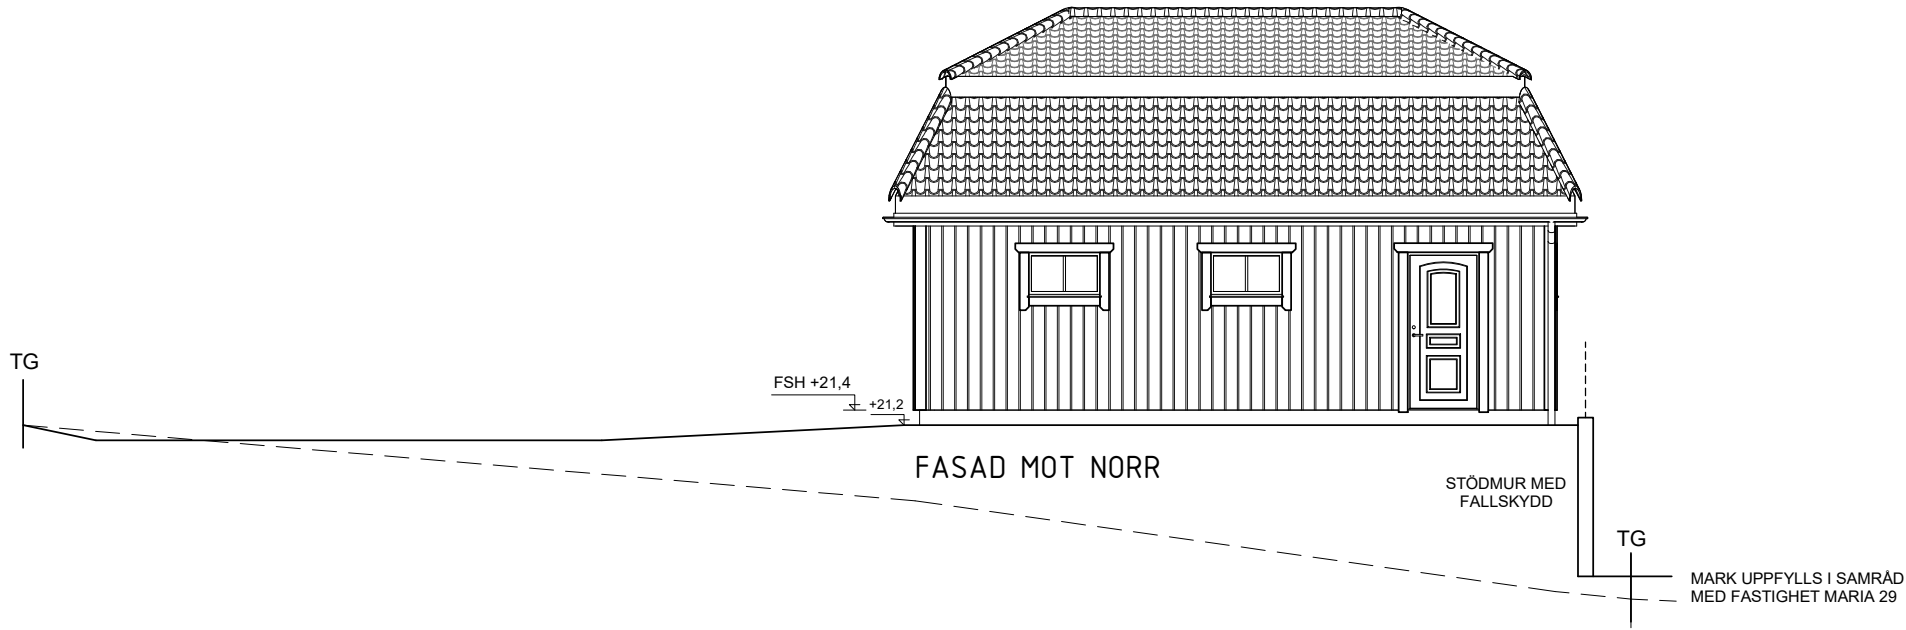 TG
FSH +21,4
+21,2
FASAD MOT NORR
STÖDMUR MED
FALLSKYDD
TG
MARK UPPFYLLS I SAMRÅD
MED FASTIGHET MARIA 29